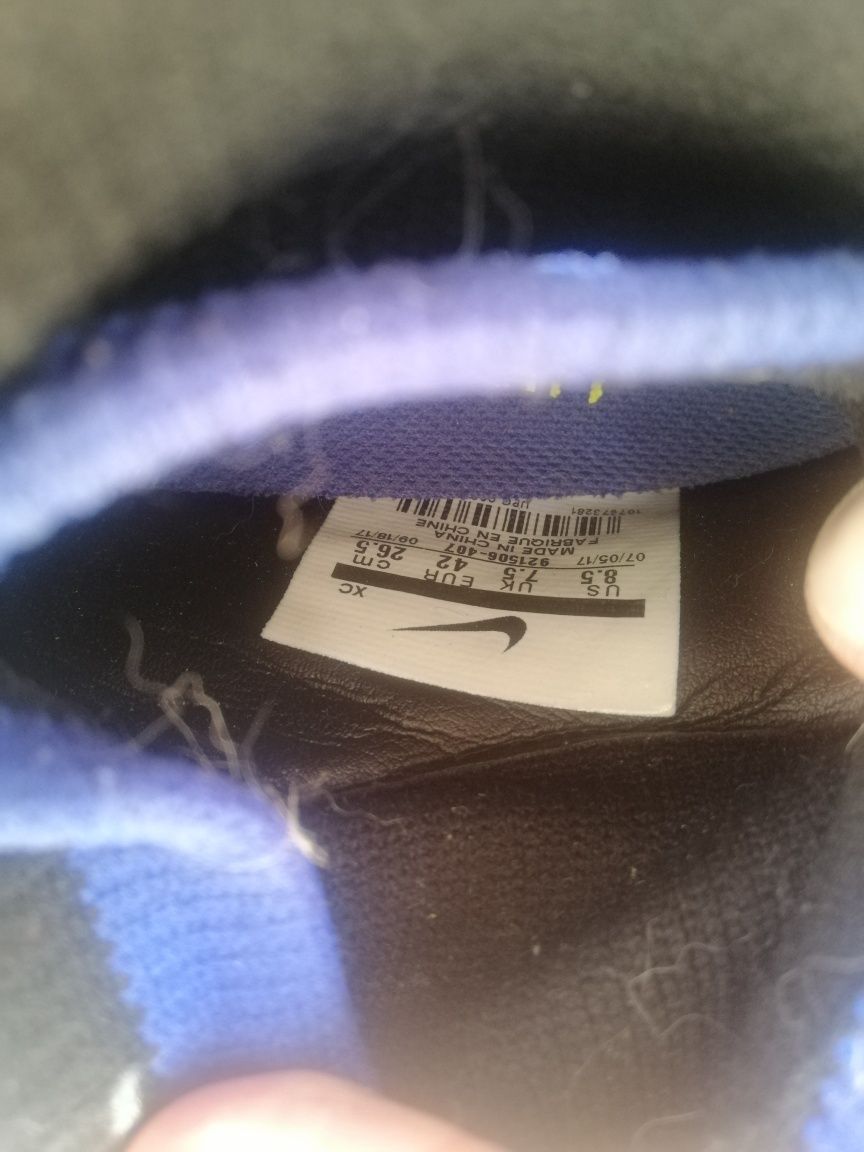 XC
US UK EUR cm
8.5 7.5 42 26.5
07/05/17 921506-407 09/18/17
MADE IN CHINA
FABRIQUE EN CHINE
UPC